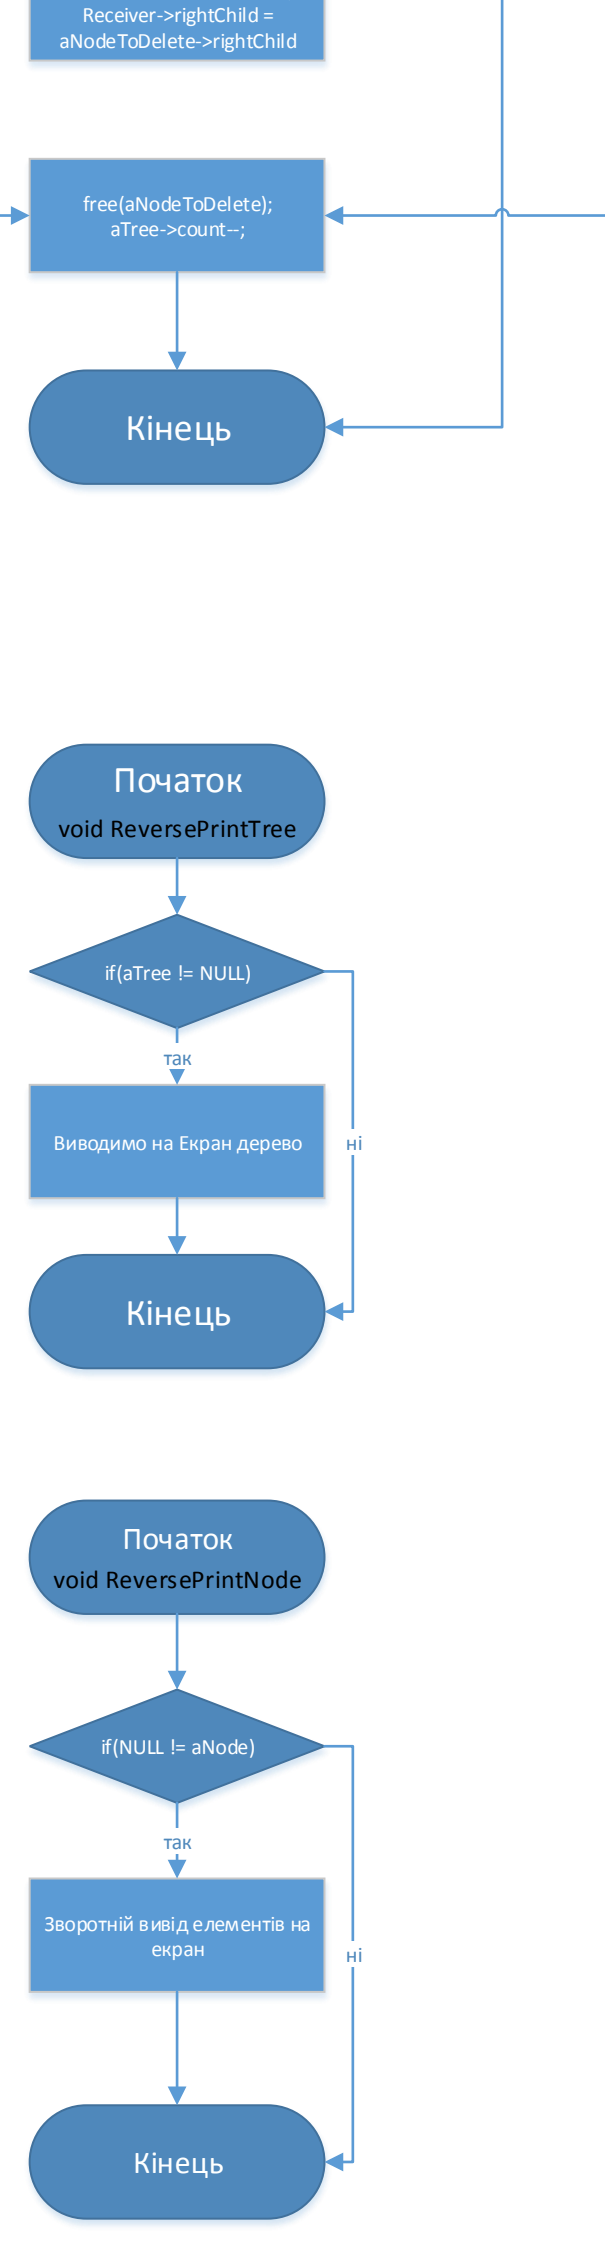 Receiver->rightChild =
aNodeToDelete->rightChild
free(aNodeToDelete);
aTree->count--;
Кінець
Початок
void ReversePrintTree
if(aTree != NULL)
так
Виводимо на Екран дерево
ні
Кінець
Початок
void ReversePrintNode
if(NULL != aNode)
так
Зворотній вивід елементів на
екран
ні
Кінець